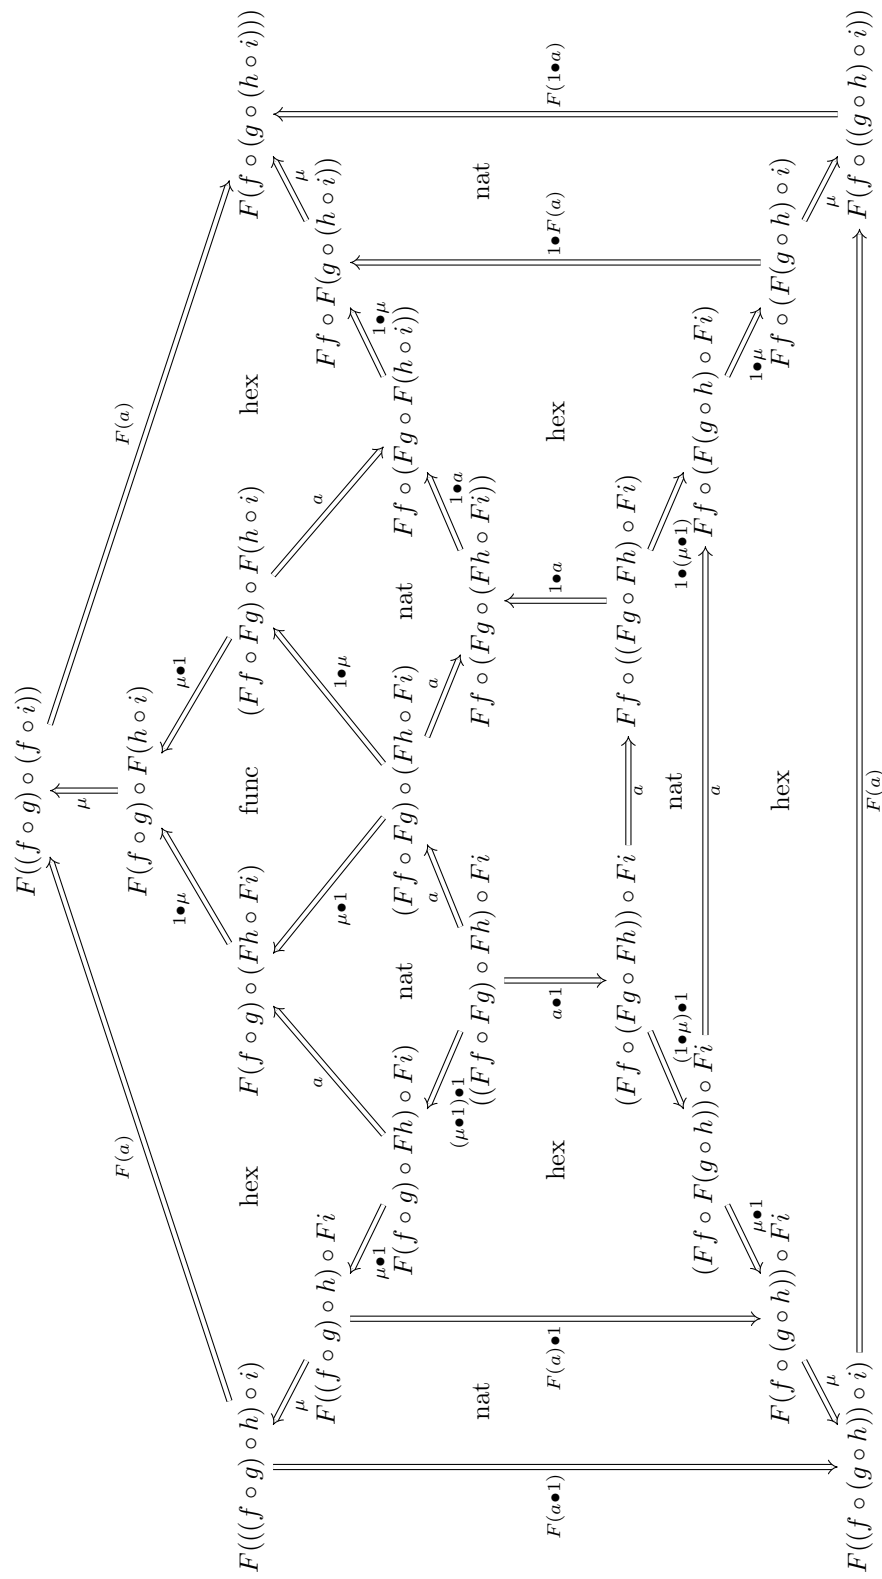 F((f ∘ g) ∘ (f ∘ i))
μ
F(a)
F(a)
F(f ∘ g) ∘ F(h ∘ i)
1•μ
μ•1
F(((f ∘ g) ∘ h) ∘ i)
hex
F(f ∘ g) ∘ (Fh ∘ Fi)
func
(Ff ∘ Fg) ∘ F(h ∘ i)
hex
F(f ∘ (g ∘ (h ∘ i)))
μ
μ
F((f ∘ g) ∘ h) ∘ Fi
a
a
Ff ∘ F(g ∘ (h ∘ i))
μ•1
1•μ
μ•1
1•μ
F(f ∘ g) ∘ Fh) ∘ Fi)
nat
(Ff ∘ Fg) ∘ (Fh ∘ Fi)
nat
Ff ∘ (Fg ∘ F(h ∘ i))
a
a
(μ•1)•1
1•a
nat
((Ff ∘ Fg) ∘ Fh) ∘ Fi
Ff ∘ (Fg ∘ (Fh ∘ Fi))
nat
F(a•1)
F(a)•1
hex
a•1
1•a
hex
1•F(a)
F(1•a)
(Ff ∘ (Fg ∘ Fh)) ∘ Fi
a
Ff ∘ ((Fg ∘ Fh) ∘ Fi)
(1•μ)•1
nat
1•(μ•1)
(Ff ∘ F(g ∘ h)) ∘ Fi
a
Ff ∘ (F(g ∘ h) ∘ Fi)
μ•1
1•μ
F(f ∘ (g ∘ h)) ∘ Fi
hex
Ff ∘ (F(g ∘ h) ∘ i)
μ
μ
F((f ∘ (g ∘ h)) ∘ i)
F(f ∘ ((g ∘ h) ∘ i))
F(a)